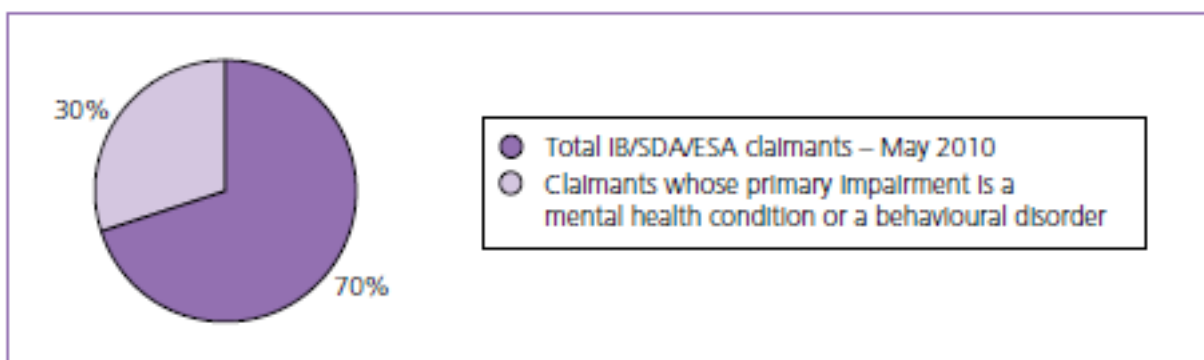 30%
Total IB/SDA/ESA claimants – May 2010
Claimants whose primary impairment is a
mental health condition or a behavioural disorder
70%